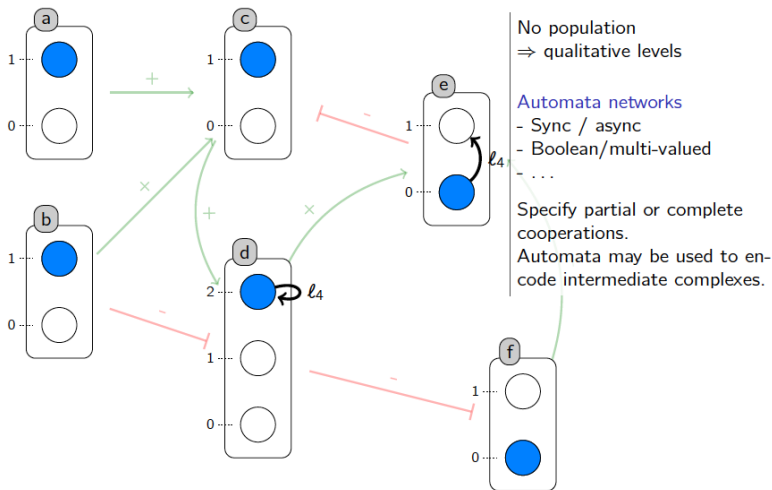 a
1
0
+
c
1
0
-
e
1
0
ℓ4
×
b
1
0
-
+
×
d
2
ℓ4
1
0
-
f
1
0
No population
⇒ qualitative levels
Automata networks
- Sync / async
- Boolean/multi-valued
- . . .
Specify partial or complete
cooperations.
Automata may be used to en-
code intermediate complexes.